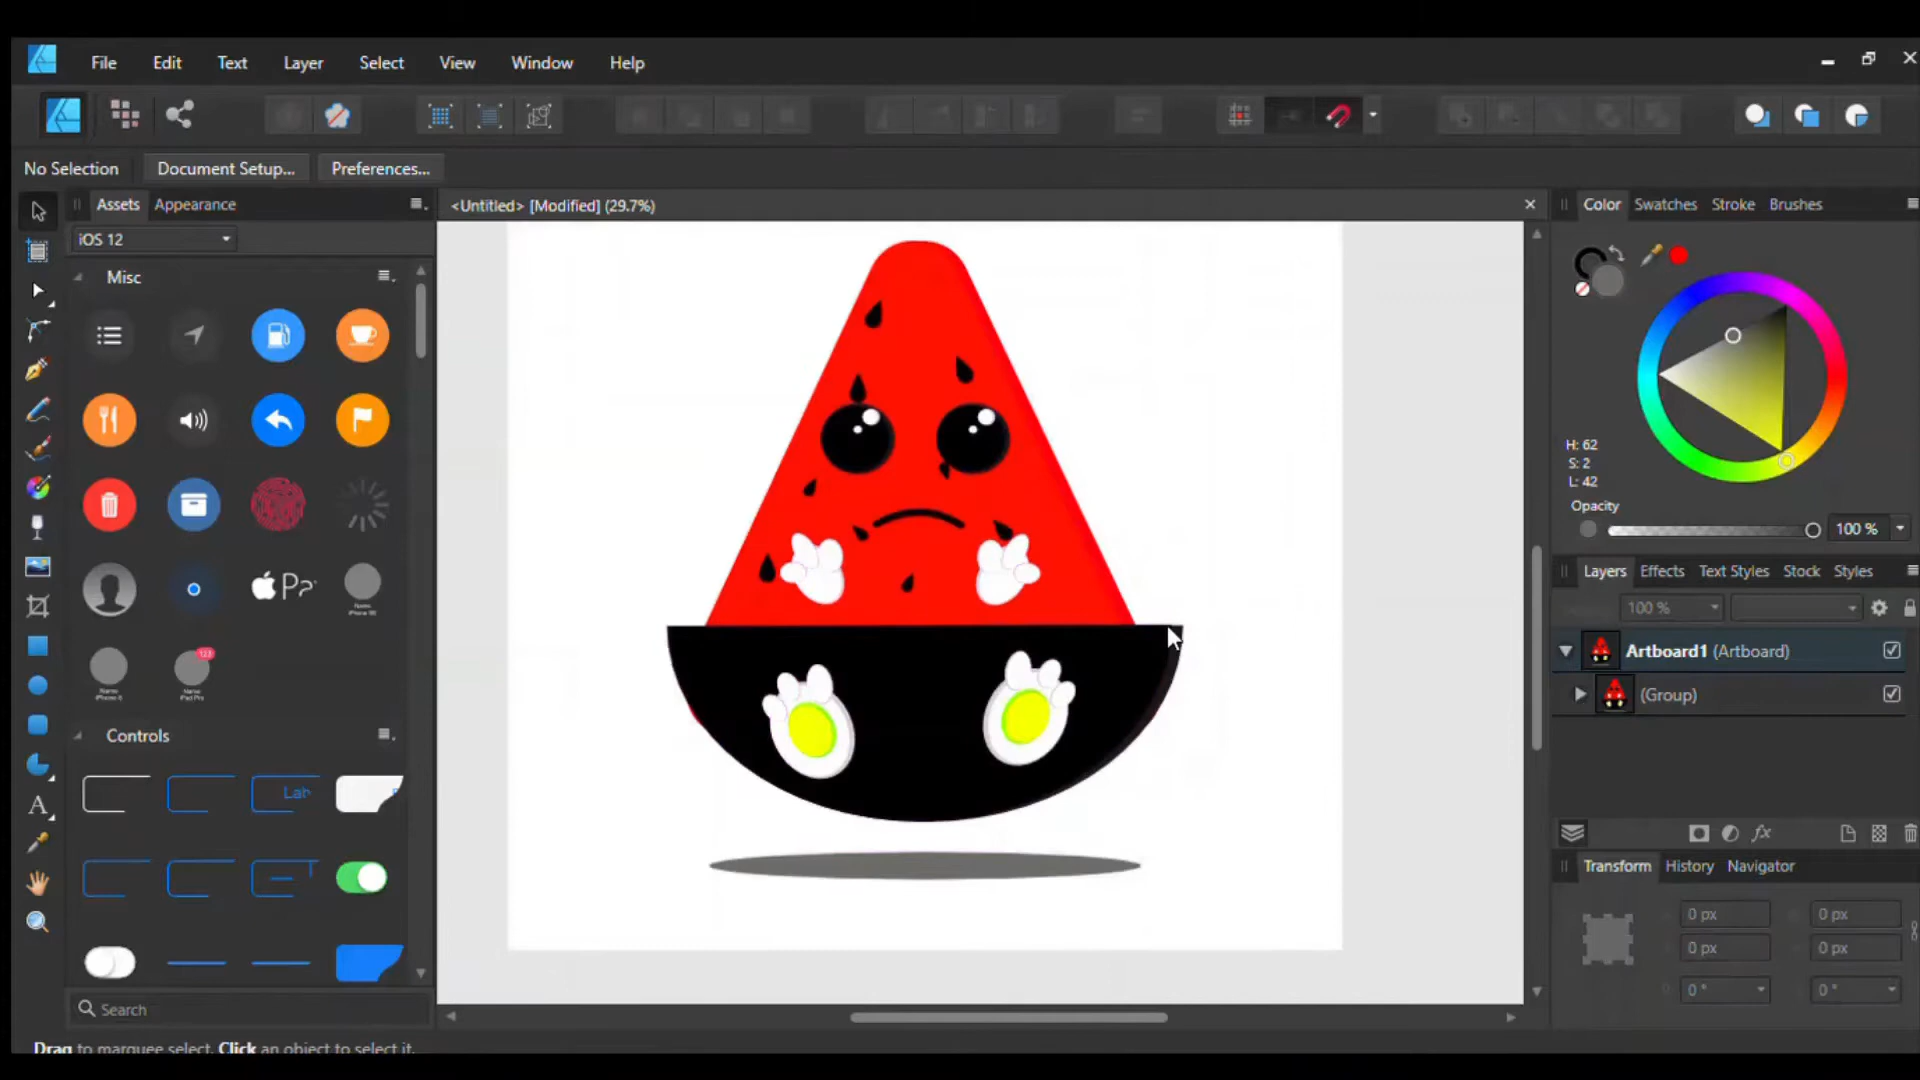 File Edit Text Layer Select View Window Help
No Selection Document Setup... Preferences...
Assets Appearance
<Untitled> [Modified] (29.7%)
Color Swatches Stroke Brushes
iOS 12
Misc
H: 62
S: 2
L: 42
Opacity
100 %
Layers Effects Text Styles Stock Styles
100 %
Artboard1 (Artboard)
(Group)
Controls
Lab
Transform History Navigator
0 px 0 px
0 px 0 px
0 ° 0 °
Search
Drag to marquee select. Click an object to select it.